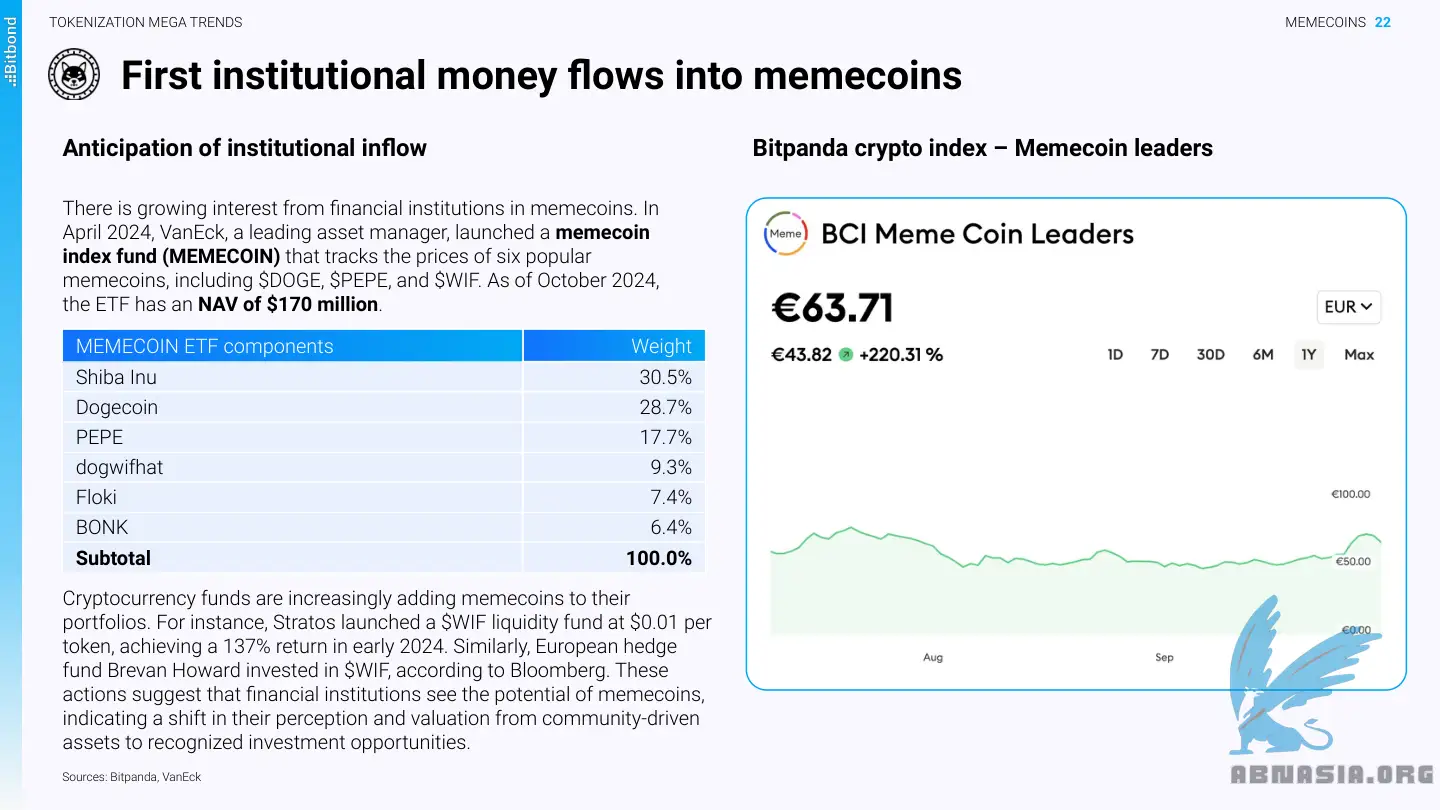 .:Bitbond
TOKENIZATION MEGA TRENDS
MEMECOINS 22
First institutional money flows into memecoins
Anticipation of institutional inflow
There is growing interest from financial institutions in memecoins. In
April 2024, VanEck, a leading asset manager, launched a memecoin
index fund (MEMECOIN) that tracks the prices of six popular
memecoins, including $DOGE, $PEPE, and $WIF. As of October 2024,
the ETF has an NAV of $170 million.
MEMECOIN ETF components Weight
Shiba Inu 30.5%
Dogecoin 28.7%
PEPE 17.7%
dogwifhat 9.3%
Floki 7.4%
BONK 6.4%
Subtotal 100.0%
Cryptocurrency funds are increasingly adding memecoins to their
portfolios. For instance, Stratos launched a $WIF liquidity fund at $0.01 per
token, achieving a 137% return in early 2024. Similarly, European hedge
fund Brevan Howard invested in $WIF, according to Bloomberg. These
actions suggest that financial institutions see the potential of memecoins,
indicating a shift in their perception and valuation from community-driven
assets to recognized investment opportunities.
Sources: Bitpanda, VanEck
Bitpanda crypto index – Memecoin leaders
Meme BCI Meme Coin Leaders
€63.71
EUR
€43.82 +220.31 %
1D 7D 30D 6M 1Y Max
€100.00
€50.00
€0.00
Aug Sep
ABNASIA.ORG